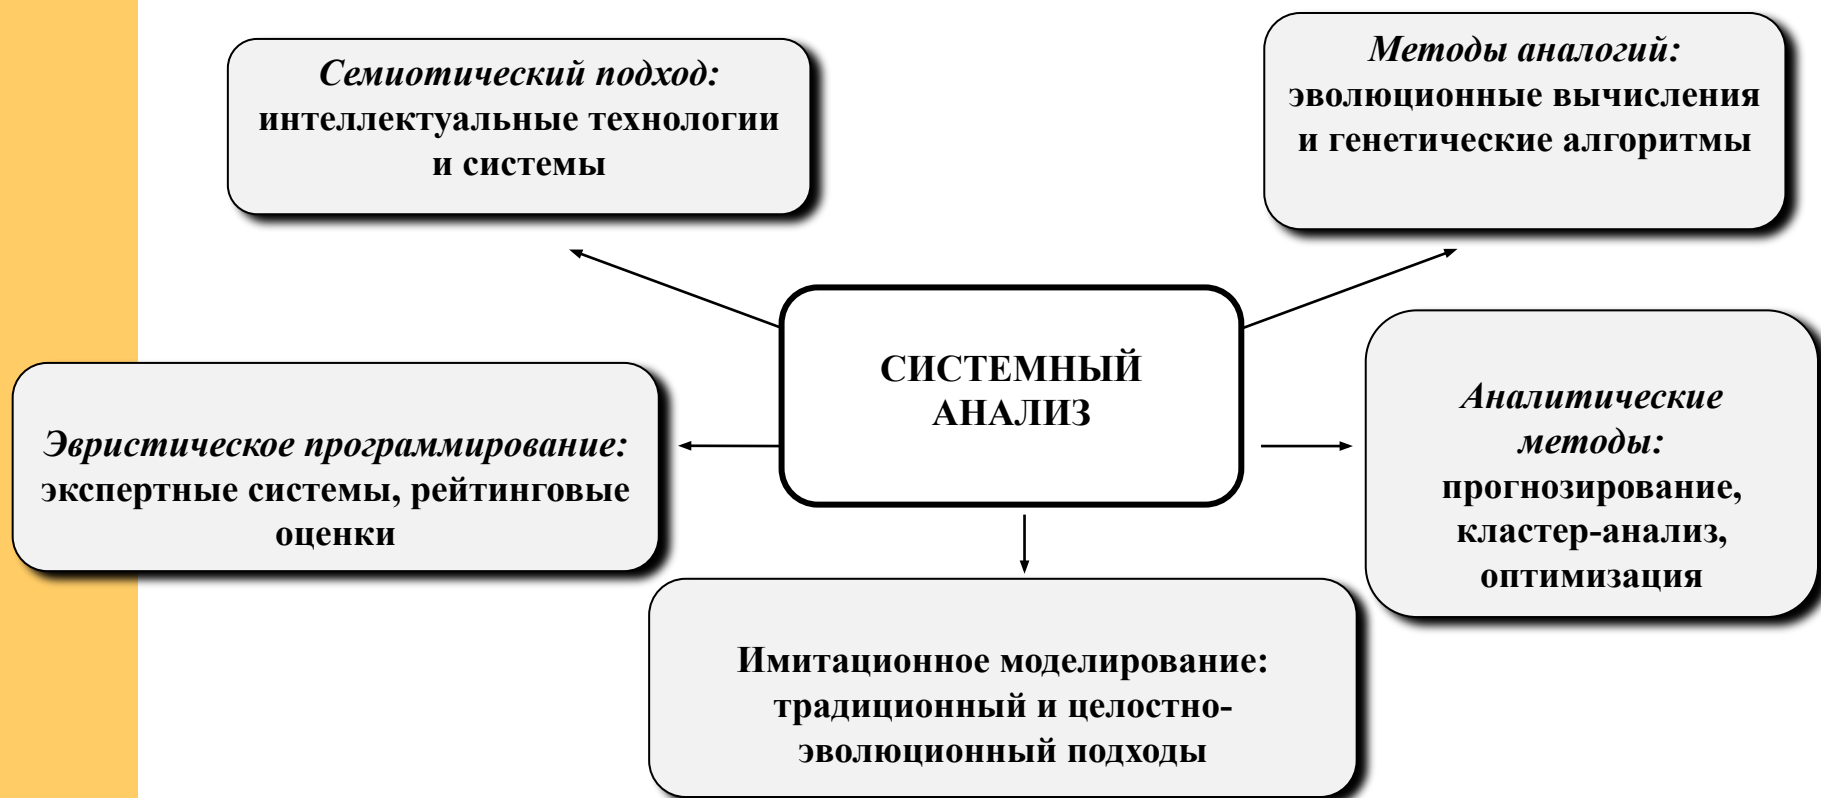 Семиотический подход:
интеллектуальные технологии
и системы
Методы аналогий:
эволюционные вычисления
и генетические алгоритмы
СИСТЕМНЫЙ
АНАЛИЗ
Эвристическое программирование:
экспертные системы, рейтинговые
оценки
Аналитические
методы:
прогнозирование,
кластер-анализ,
оптимизация
Имитационное моделирование:
традиционный и целостно-
эволюционный подходы